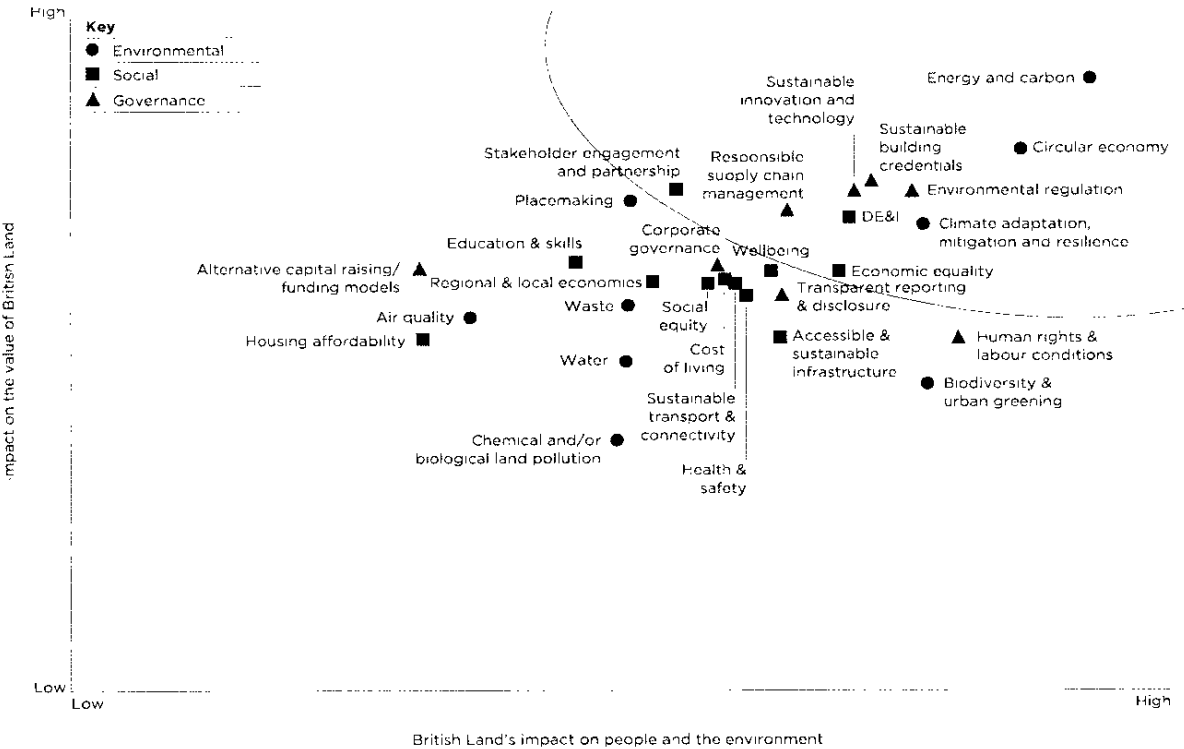 High
Key
Environmental
Social
Governance
Energy and carbon
Sustainable
innovation and
technology
Sustainable
building
credentials
Circular economy
Stakeholder engagement
and partnership
Responsible
supply chain
management
Environmental regulation
Placemaking
DE&I
Climate adaptation,
mitigation and resilience
Corporate
governance
Education & skills
Wellbeing
Alternative capital raising/
funding models
Regional & local economies
Economic equality
Transparent reporting
& disclosure
Waste
Social
equity
Air quality
Housing affordability
Accessible &
sustainable
infrastructure
Human rights &
labour conditions
Water
Cost
of living
Biodiversity &
urban greening
Sustainable
transport &
connectivity
Chemical and/or
biological land pollution
Health &
safety
mpact on the value of British Land
Low
Low
High
British Land's impact on people and the environment